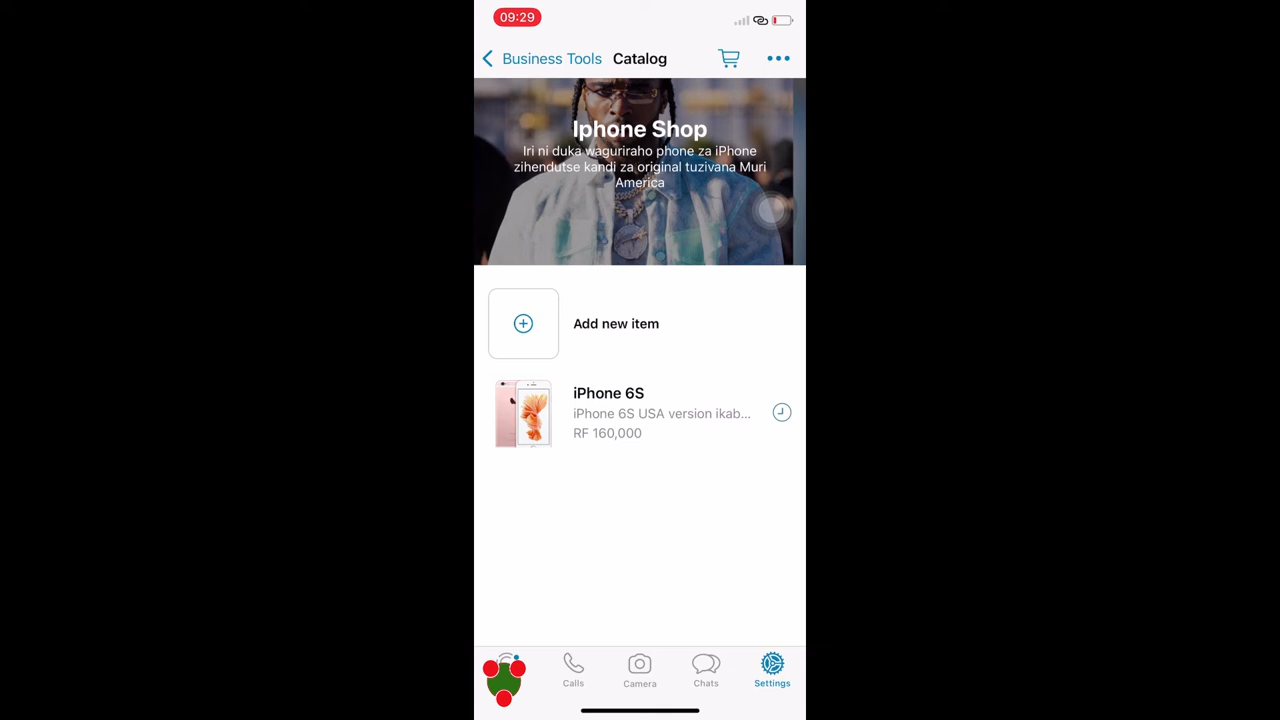 09:29
Business Tools Catalog
Iphone Shop
Iri ni duka waguriraho phone za iPhone
zihendutse kandi za original tuzivana Muri
America
Add new item
iPhone 6S
iPhone 6S USA version ikab...
RF 160,000
Calls Camera Chats Settings